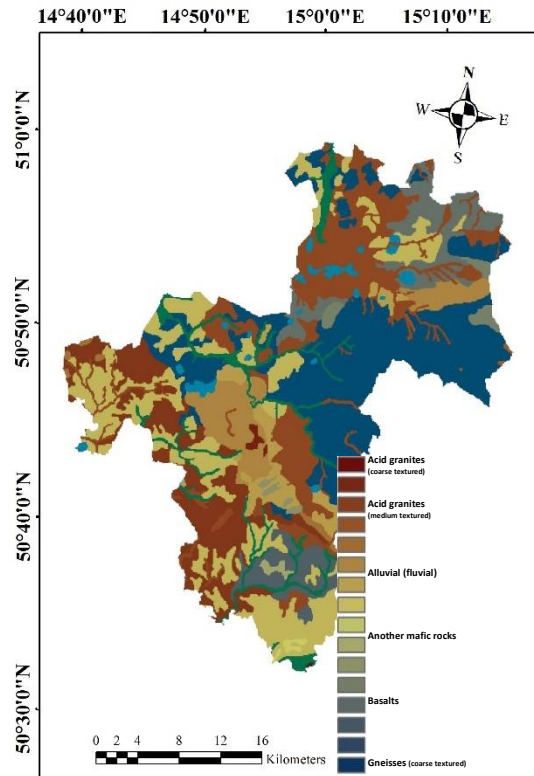 14°40'0"E 14°50'0"E 15°0'0"E 15°10'0"E
N
W E
S
51°0'0"N
50°50'0"N
50°40'0"N
50°30'0"N
Acid granites
(coarse textured)
Acid granites
(medium textured)
Alluvial (fluvial)
Another mafic rocks
Basalts
Gneisses (coarse textured)
0 2 4 8 12 16
Kilometers